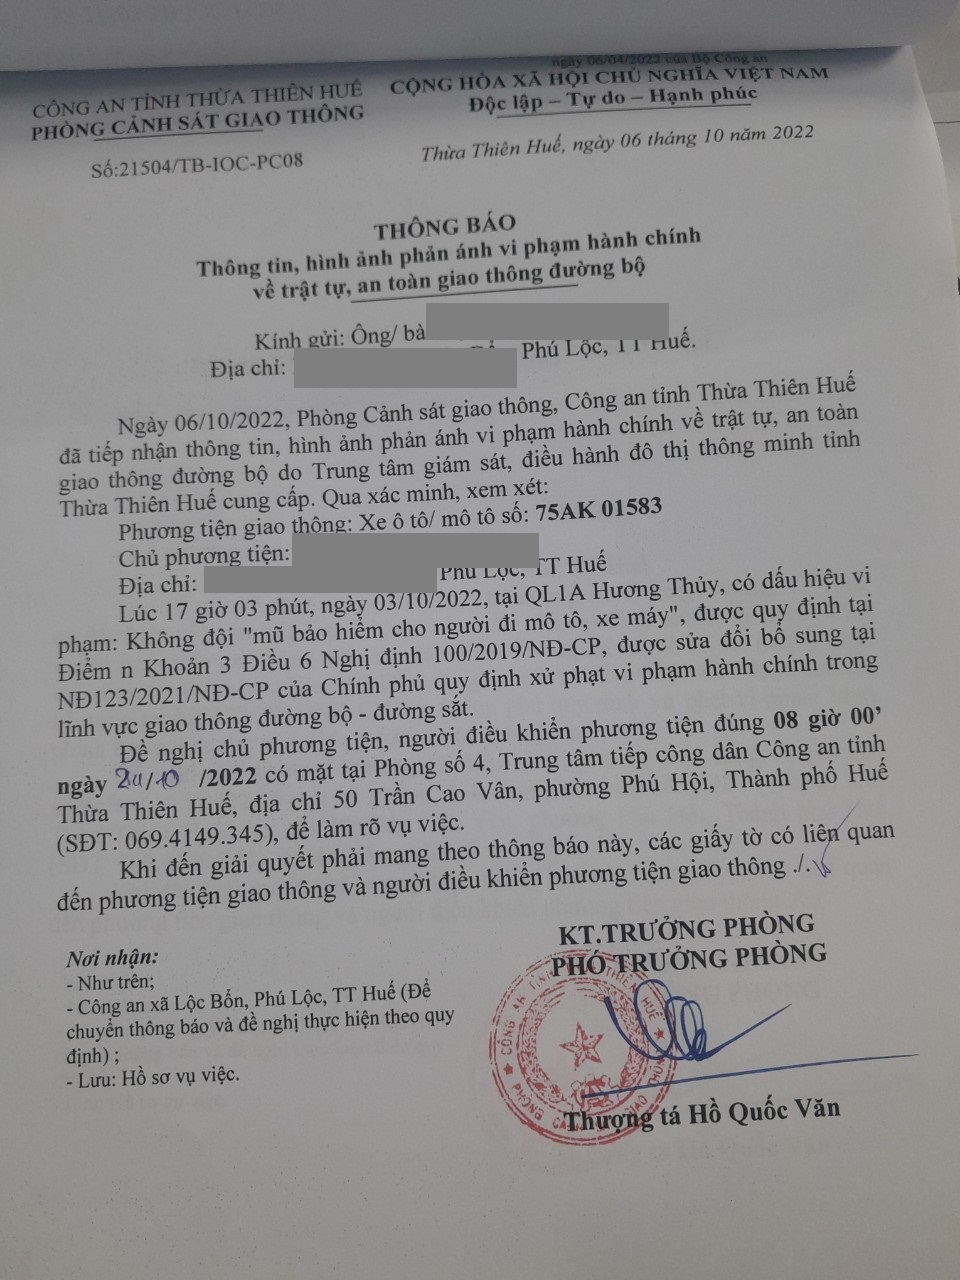 ngày 06/04/2022 của Bộ Công an
CÔNG AN TỈNH THỪA THIÊN HUẾ
PHÒNG CẢNH SÁT GIAO THÔNG
CỘNG HÒA XÃ HỘI CHỦ NGHĨA VIỆT NAM
Độc lập – Tự do – Hạnh phúc
Số:21504/TB-IOC-PC08
Thừa Thiên Huế, ngày 06 tháng 10 năm 2022
THÔNG BÁO
Thông tin, hình ảnh phản ánh vi phạm hành chính
về trật tự, an toàn giao thông đường bộ
Kính gửi: Ông/ bà
Địa chỉ: Phú Lộc, TT Huế.
Ngày 06/10/2022, Phòng Cảnh sát giao thông, Công an tỉnh Thừa Thiên Huế
đã tiếp nhận thông tin, hình ảnh phản ánh vi phạm hành chính về trật tự, an toàn
giao thông đường bộ do Trung tâm giám sát, điều hành đô thị thông minh tỉnh
Thừa Thiên Huế cung cấp. Qua xác minh, xem xét:
Phương tiện giao thông: Xe ô tô/ mô tô số: 75AK 01583
Chủ phương tiện:
Địa chỉ: Phú Lộc, TT Huế
Lúc 17 giờ 03 phút, ngày 03/10/2022, tại QL1A Hương Thủy, có dấu hiệu vi
phạm: Không đội "mũ bảo hiểm cho người đi mô tô, xe máy", được quy định tại
Điểm n Khoản 3 Điều 6 Nghị định 100/2019/NĐ-CP, được sửa đổi bổ sung tại
NĐ123/2021/NĐ-CP của Chính phủ quy định xử phạt vi phạm hành chính trong
lĩnh vực giao thông đường bộ - đường sắt.
Đề nghị chủ phương tiện, người điều khiển phương tiện đúng 08 giờ 00’
ngày /10 /2022 có mặt tại Phòng số 4, Trung tâm tiếp công dân Công an tỉnh
Thừa Thiên Huế, địa chỉ 50 Trần Cao Vân, phường Phú Hội, Thành phố Huế
(SĐT: 069.4149.345), để làm rõ vụ việc.
Khi đến giải quyết phải mang theo thông báo này, các giấy tờ có liên quan
đến phương tiện giao thông và người điều khiển phương tiện giao thông ./.
Nơi nhận:
- Như trên;
- Công an xã Lộc Bổn, Phú Lộc, TT Huế (Để
chuyển thông báo và đề nghị thực hiện theo quy
định) ;
- Lưu: Hồ sơ vụ việc.
KT.TRƯỞNG PHÒNG
PHÓ TRƯỞNG PHÒNG
Thượng tá Hồ Quốc Văn